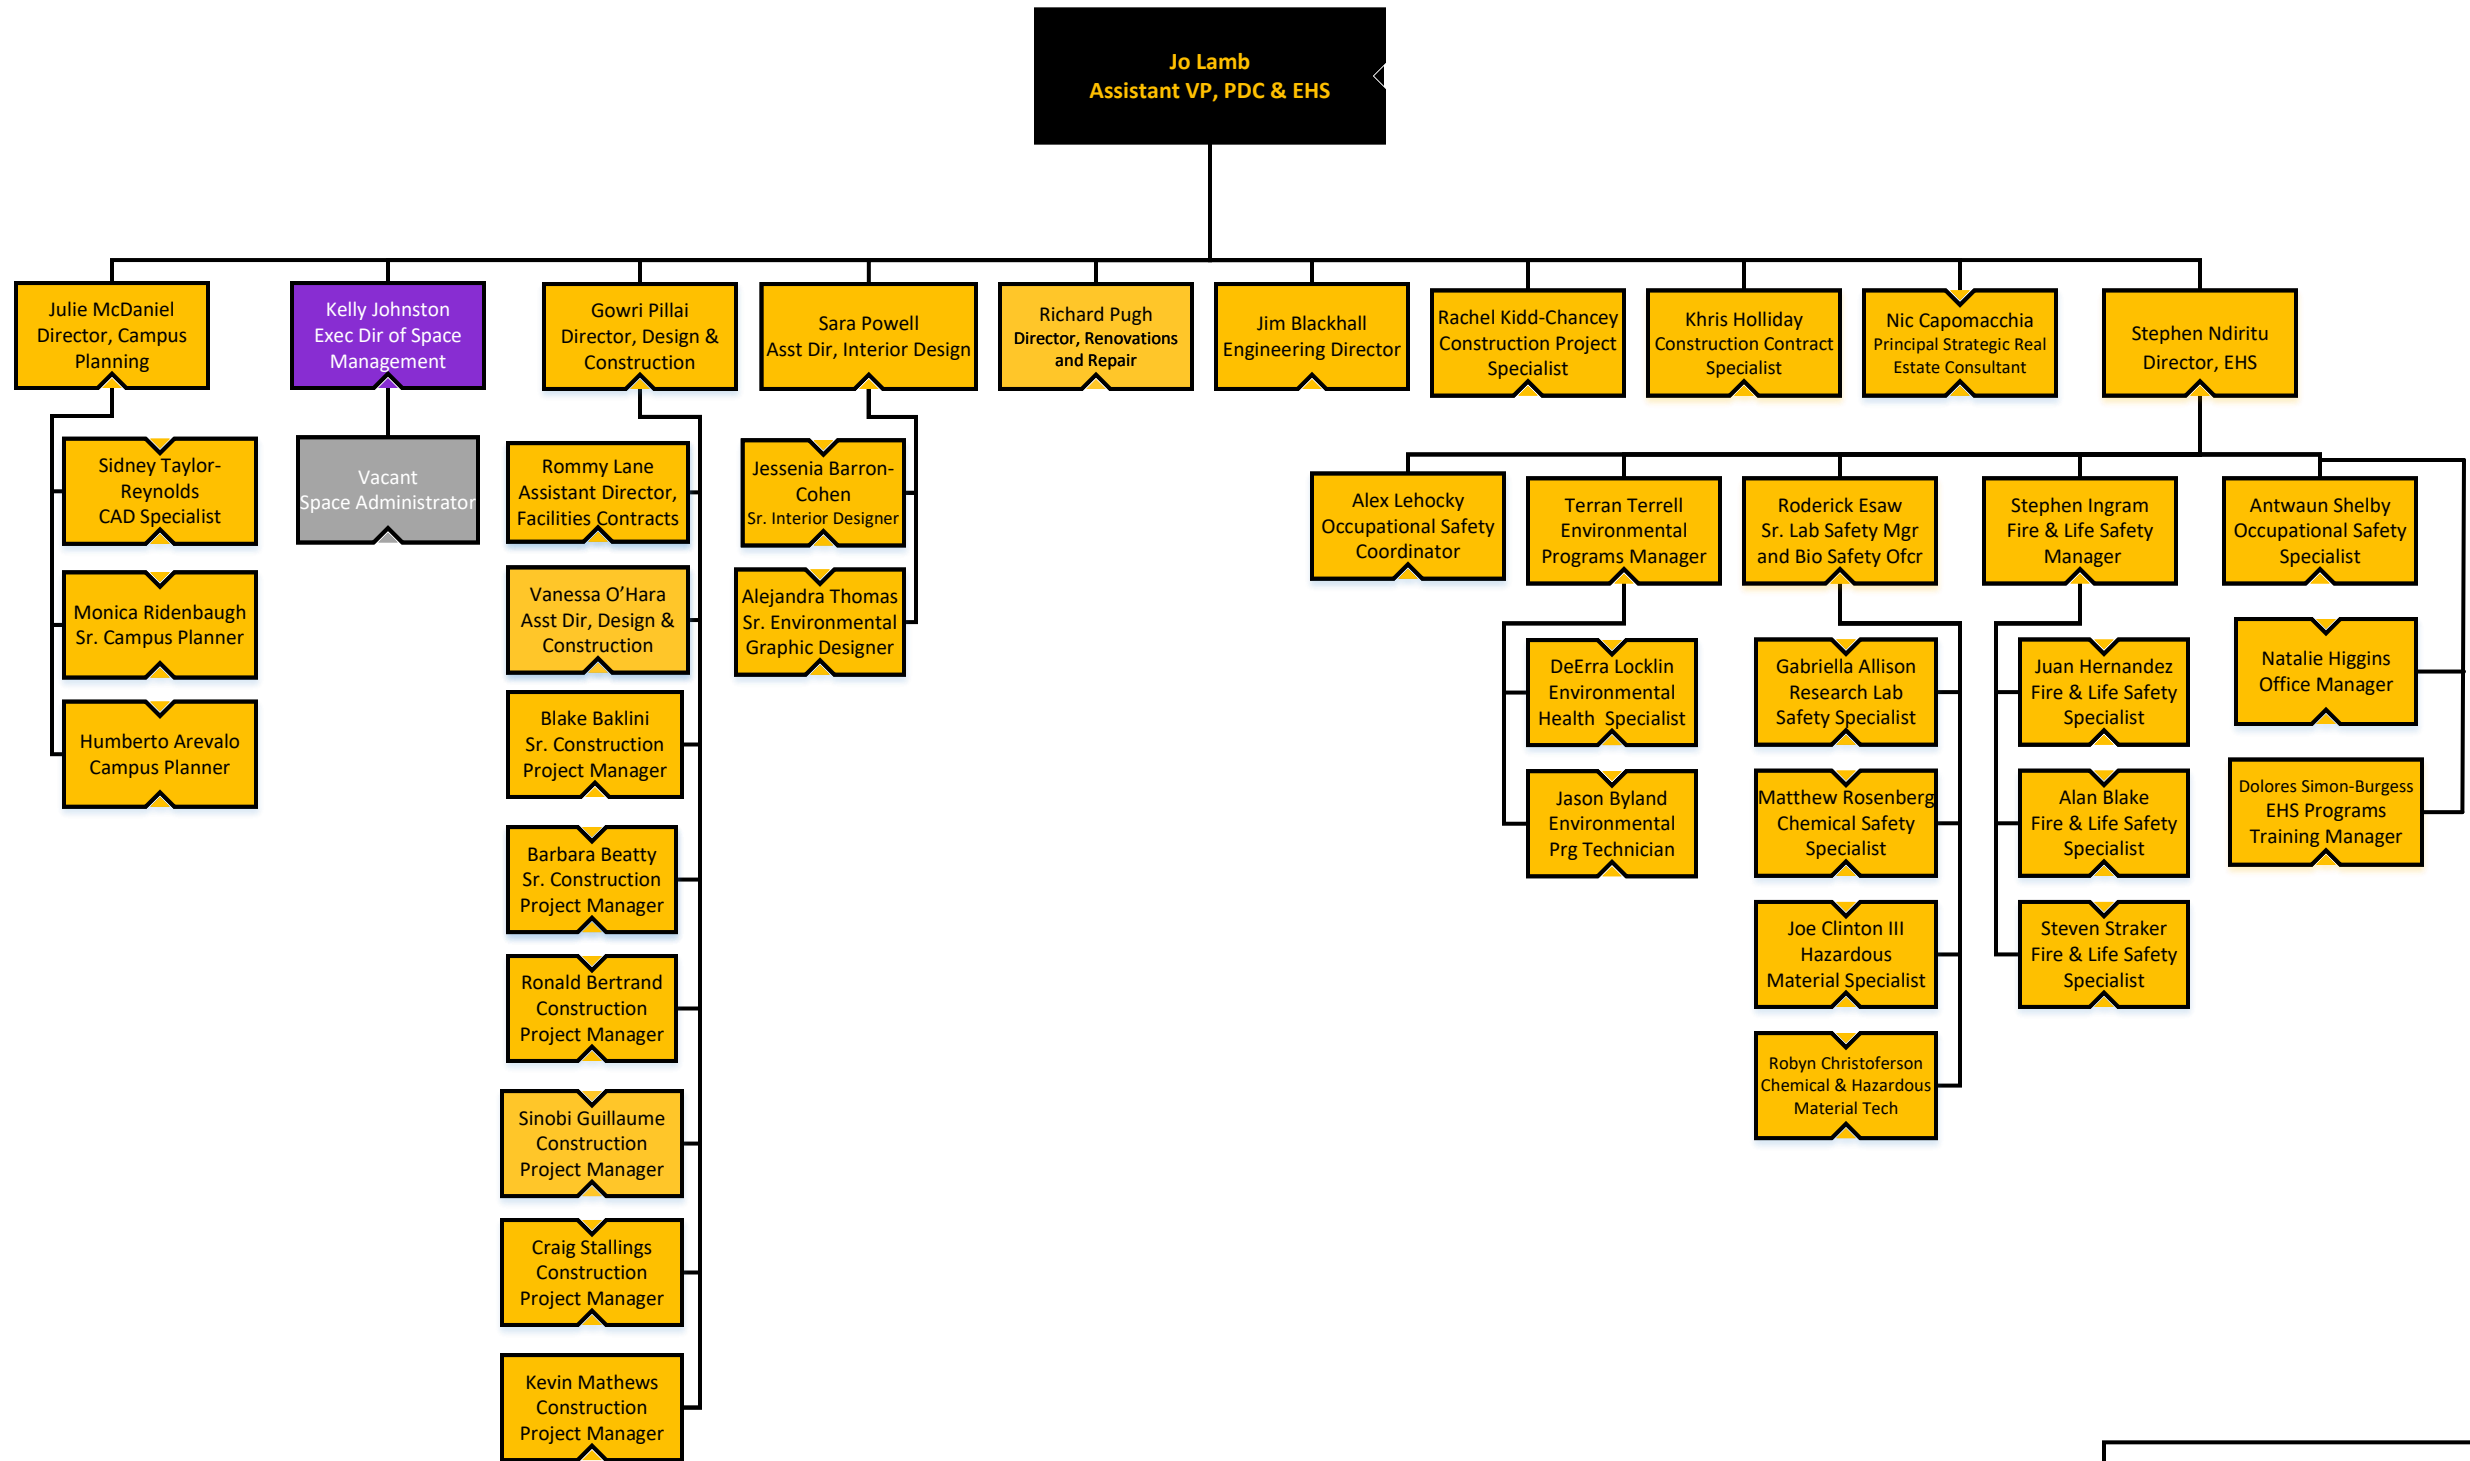 Jo Lamb
Assistant VP, PDC & EHS
Julie McDaniel
Director, Campus
Planning
Kelly Johnston
Exec Dir of Space
Management
Gowri Pillai
Director, Design &
Construction
Sara Powell
Asst Dir, Interior Design
Richard Pugh
Director, Renovations
and Repair
Jim Blackhall
Engineering Director
Rachel Kidd-Chancey
Construction Project
Specialist
Khris Holliday
Construction Contract
Specialist
Nic Capomacchia
Principal Strategic Real
Estate Consultant
Stephen Ndiritu
Director, EHS
Sidney Taylor-
Reynolds
CAD Specialist
Monica Ridenbaugh
Sr. Campus Planner
Humberto Arevalo
Campus Planner
Vacant
Space Administrator
Rommy Lane
Assistant Director,
Facilities Contracts
Vanessa O’Hara
Asst Dir, Design &
Construction
Blake Baklini
Sr. Construction
Project Manager
Barbara Beatty
Sr. Construction
Project Manager
Ronald Bertrand
Construction
Project Manager
Sinobi Guillaume
Construction
Project Manager
Craig Stallings
Construction
Project Manager
Kevin Mathews
Construction
Project Manager
Jessenia Barron-
Cohen
Sr. Interior Designer
Alejandra Thomas
Sr. Environmental
Graphic Designer
Alex Lehocky
Occupational Safety
Coordinator
Terran Terrell
Environmental
Programs Manager
Roderick Esaw
Sr. Lab Safety Mgr
and Bio Safety Ofcr
Stephen Ingram
Fire & Life Safety
Manager
Antwaun Shelby
Occupational Safety
Specialist
DeErra Locklin
Environmental
Health  Specialist
Jason Byland
Environmental
Prg Technician
Gabriella Allison
Research Lab
Safety Specialist
Matthew Rosenberg
Chemical Safety
Specialist
Joe Clinton III
Hazardous
Material Specialist
Robyn Christoferson
Chemical & Hazardous
Material Tech
Juan Hernandez
Fire & Life Safety
Specialist
Alan Blake
Fire & Life Safety
Specialist
Steven Straker
Fire & Life Safety
Specialist
Natalie Higgins
Office Manager
Dolores Simon-Burgess
EHS Programs
Training Manager